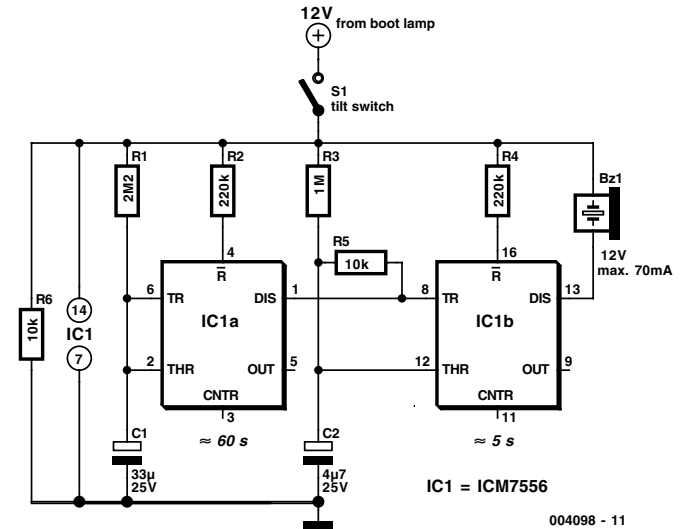 12V
from boot lamp
S1
tilt switch
R1
R2
R3
R4
2M2
220k
1M
220k
Bz1
12V
max. 70mA
R5
10k
4
R
16
R
R6
10k
14
IC1
7
6
TR
DIS
1
8
TR
DIS
13
IC1a
IC1b
2
THR
OUT
5
12
THR
OUT
9
CNTR
3
CNTR
11
C1
≈ 60 s
C2
≈ 5 s
33µ
25V
4µ7
25V
IC1 = ICM7556
004098 - 11